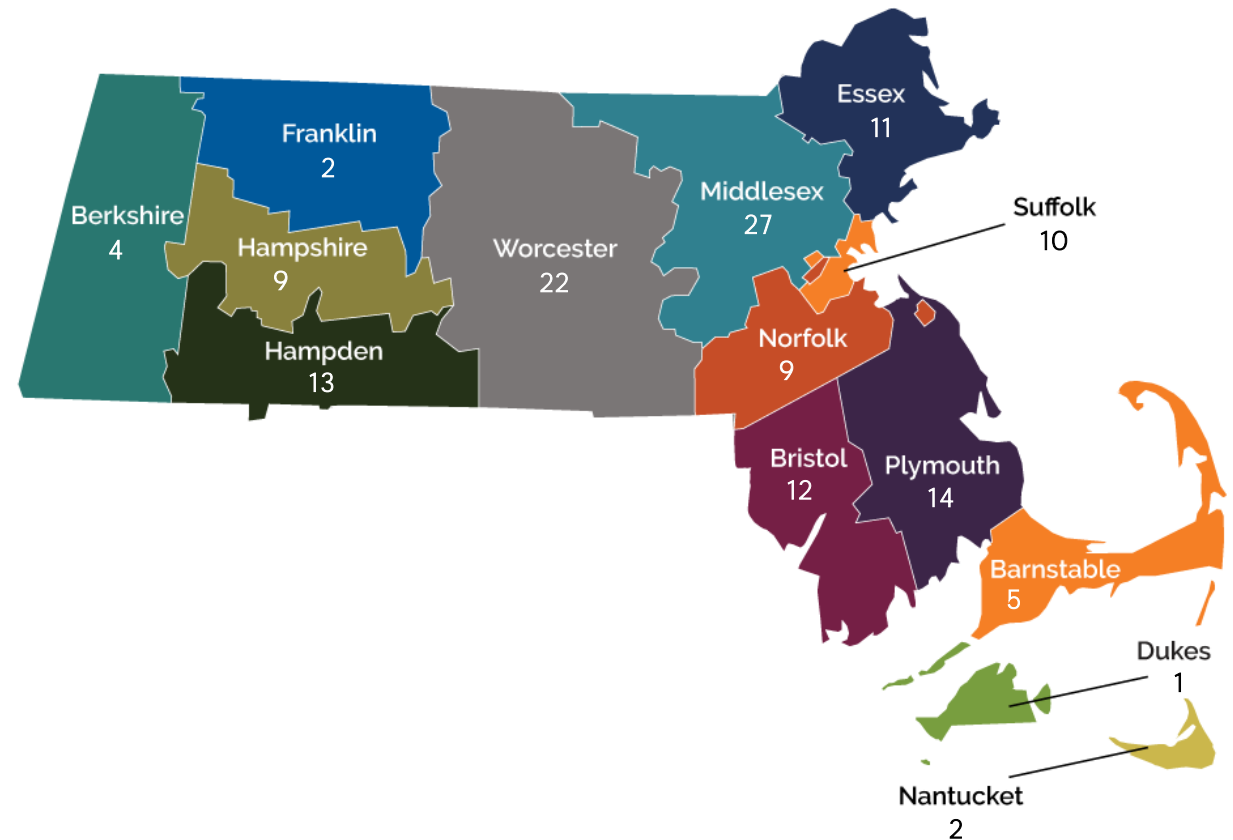 Essex
11
Franklin
2
Middlesex
27
Suffolk
10
Berkshire
4
Hampshire
9
Worcester
22
Norfolk
9
Hampden
13
Bristol
12
Plymouth
14
Barnstable
5
Dukes
1
Nantucket
2